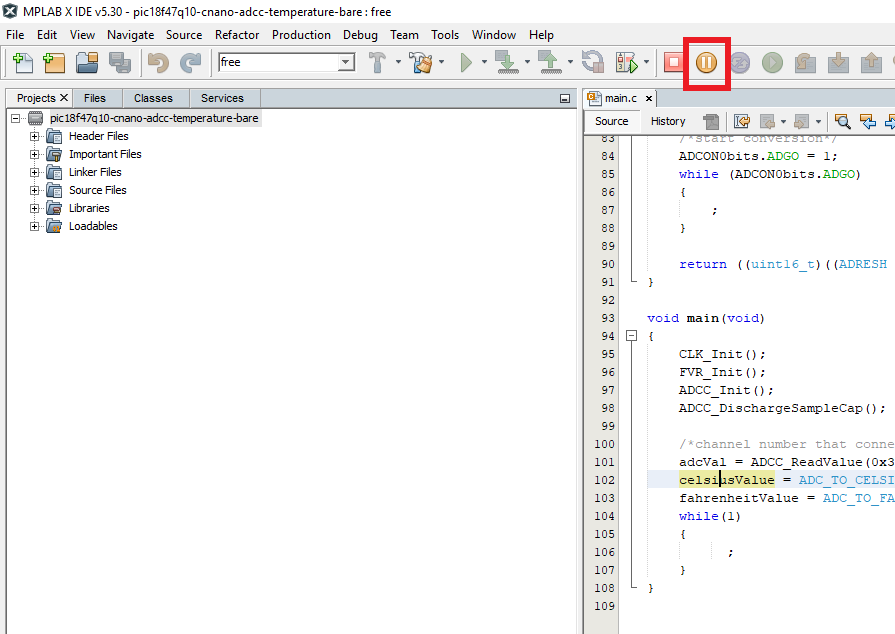 MPLAB X IDE v5.30 - pic18f47q10-cnano-adcc-temperature-bare : free
File Edit View Navigate Source Refactor Production Debug Team Tools Window Help
free
Projects Files Classes Services
pic18f47q10-cnano-adcc-temperature-bare
Header Files
Important Files
Linker Files
Source Files
Libraries
Loadables
main.c
Source History
83 /*start conversion*/
84 ADCON0bits.ADGO = 1;
85 while (ADCON0bits.ADGO)
86 {
87 ;
88 }
89
90 return ((uint16_t)((ADRESH
91 }
92
93 void main(void)
94 {
95 CLK_Init();
96 FVR_Init();
97 ADCC_Init();
98 ADCC_DischargeSampleCap();
99
100 /*channel number that conne
101 adcVal = ADCC_ReadValue(0x3
102 celsiusValue = ADC_TO_CELSI
103 fahrenheitValue = ADC_TO_FA
104 while(1)
105 {
106 ;
107 }
108 }
109